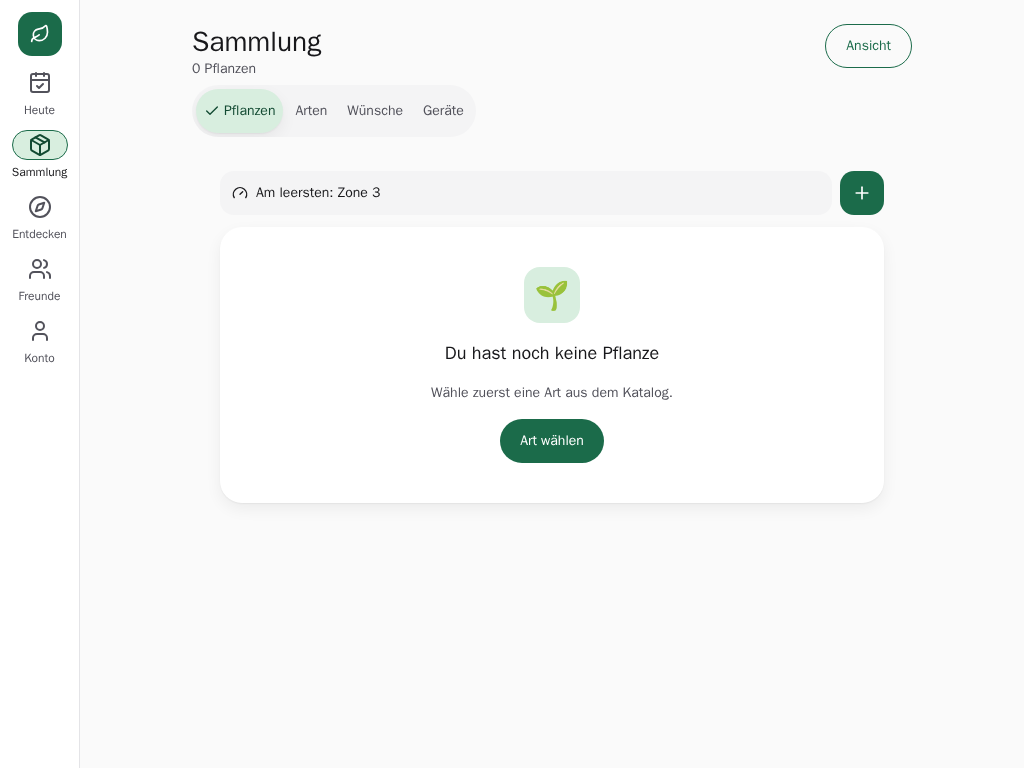 Heute
Sammlung
Entdecken
Freunde
Konto
Sammlung
0 Pflanzen
Ansicht
Pflanzen
Arten
Wünsche
Geräte
Am leersten: Zone 3
Du hast noch keine Pflanze
Wähle zuerst eine Art aus dem Katalog.
Art wählen